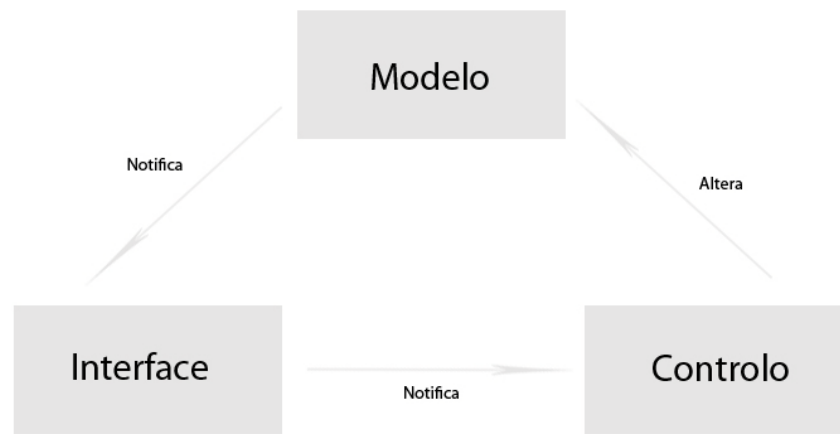 Modelo
Notifica
Altera
Interface
Notifica
Controlo